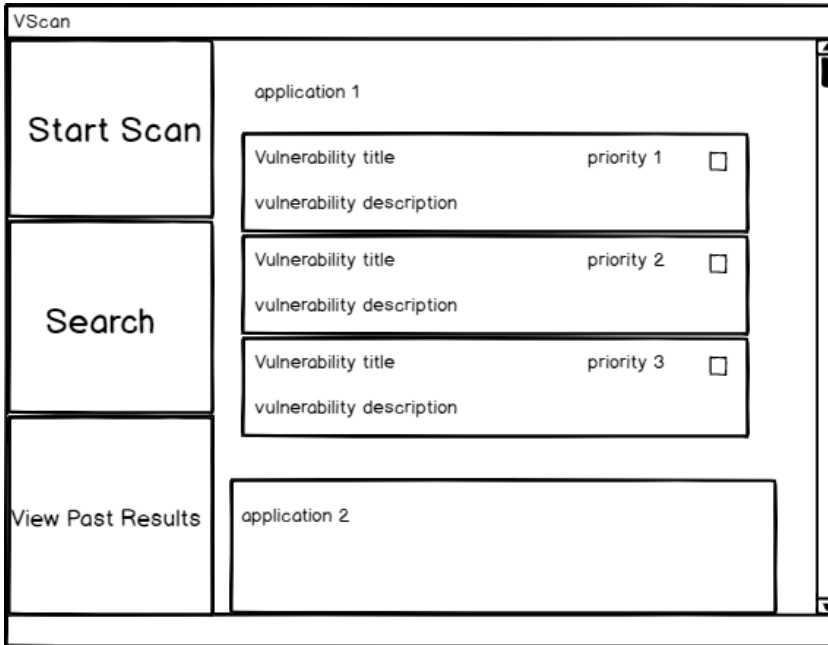 VScan
Start Scan
Search
View Past Results
application 1
Vulnerability title priority 1
vulnerability description
Vulnerability title priority 2
vulnerability description
Vulnerability title priority 3
vulnerability description
application 2